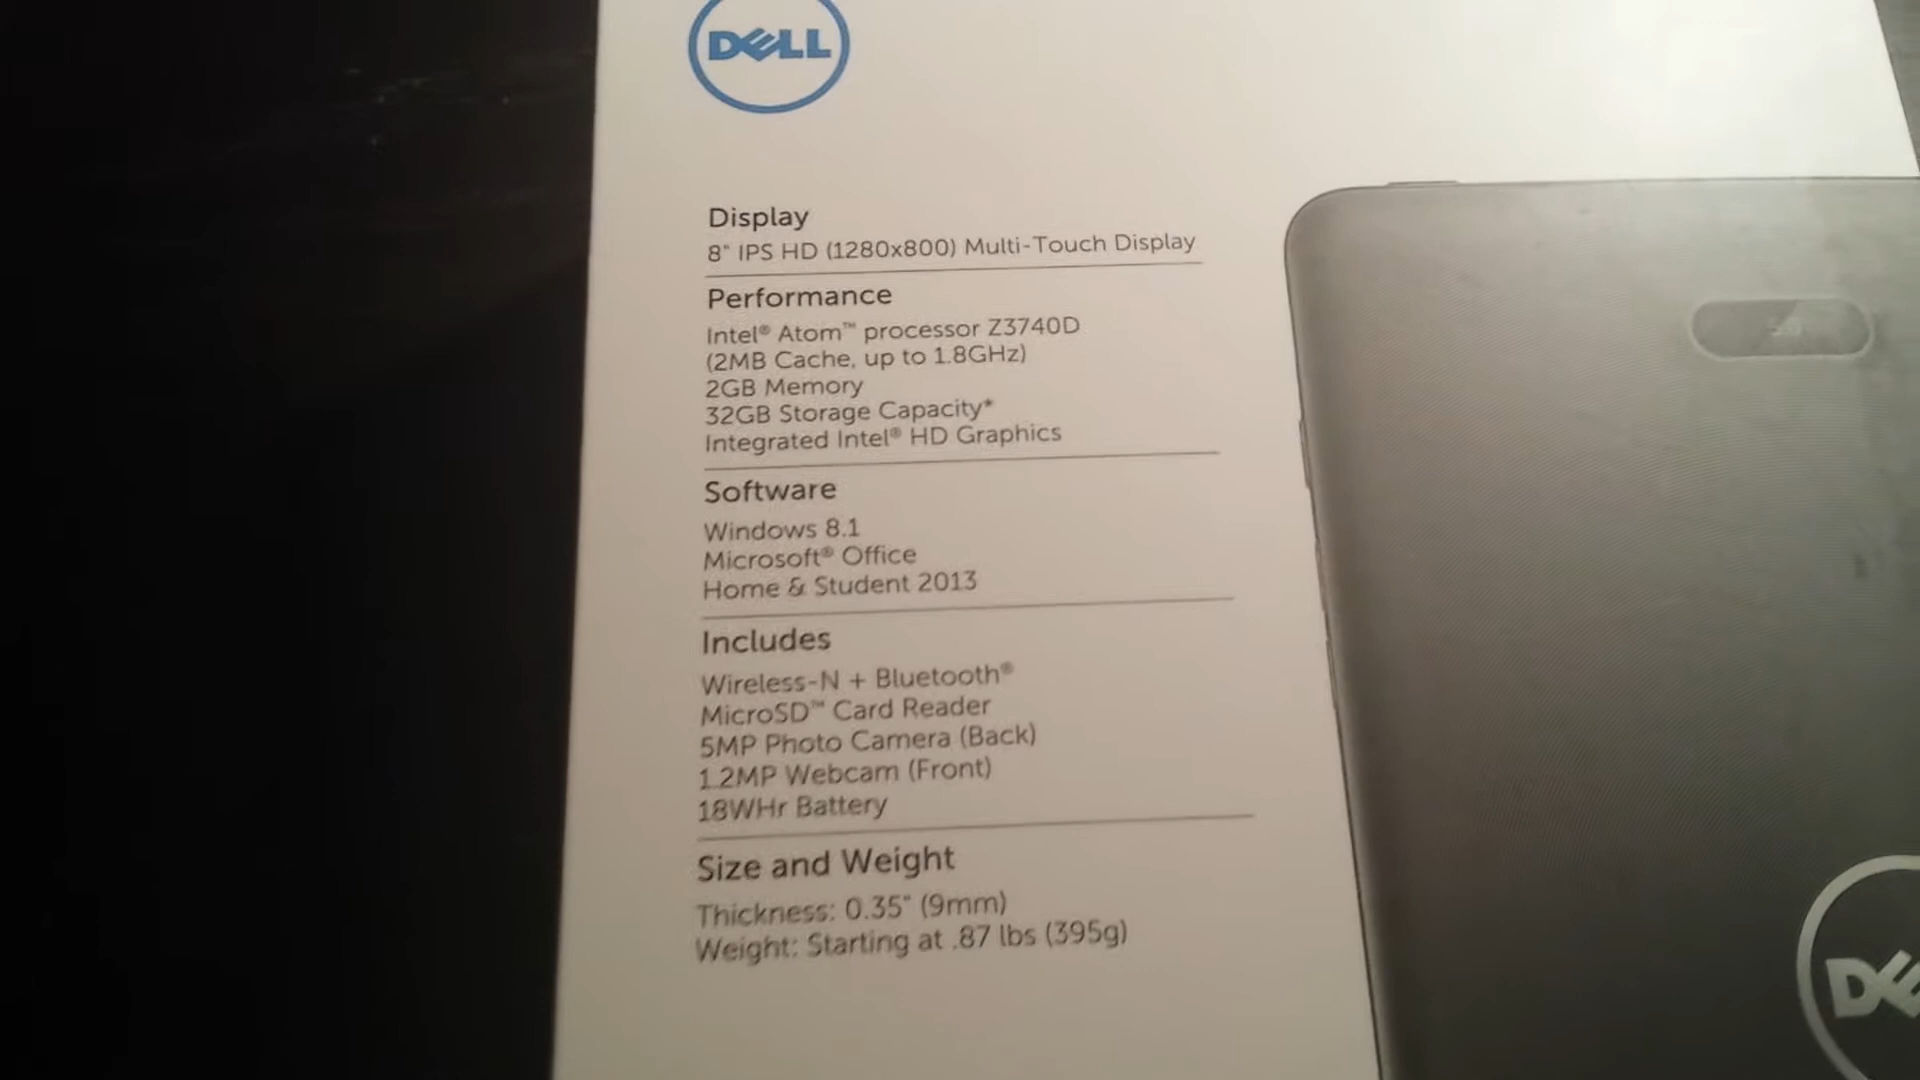 DELL
Display
8" IPS HD (1280x800) Multi-Touch Display
Performance
Intel® Atom™ processor Z3740D
(2MB Cache, up to 1.8GHz)
2GB Memory
32GB Storage Capacity*
Integrated Intel® HD Graphics
Software
Windows 8.1
Microsoft® Office
Home & Student 2013
Includes
Wireless-N + Bluetooth®
MicroSD™ Card Reader
5MP Photo Camera (Back)
1.2MP Webcam (Front)
18WHr Battery
Size and Weight
Thickness: 0.35" (9mm)
Weight: Starting at .87 lbs (395g)
DE